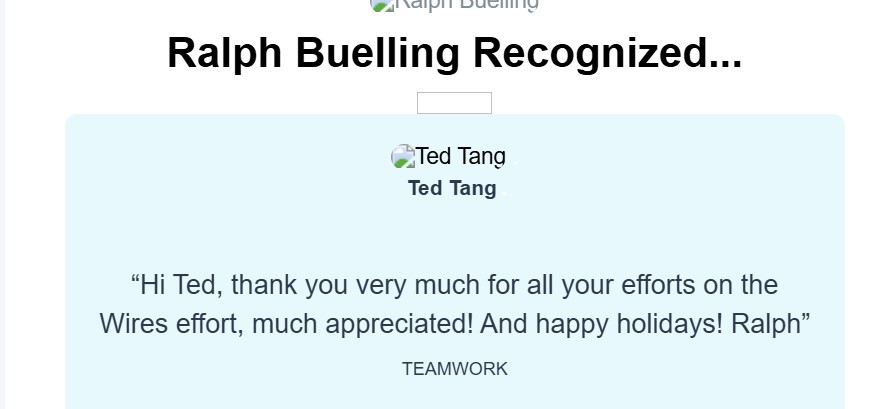 Ralph Buelling
Ralph Buelling Recognized...
Ted Tang
Ted Tang
“Hi Ted, thank you very much for all your efforts on the
Wires effort, much appreciated! And happy holidays! Ralph”
TEAMWORK